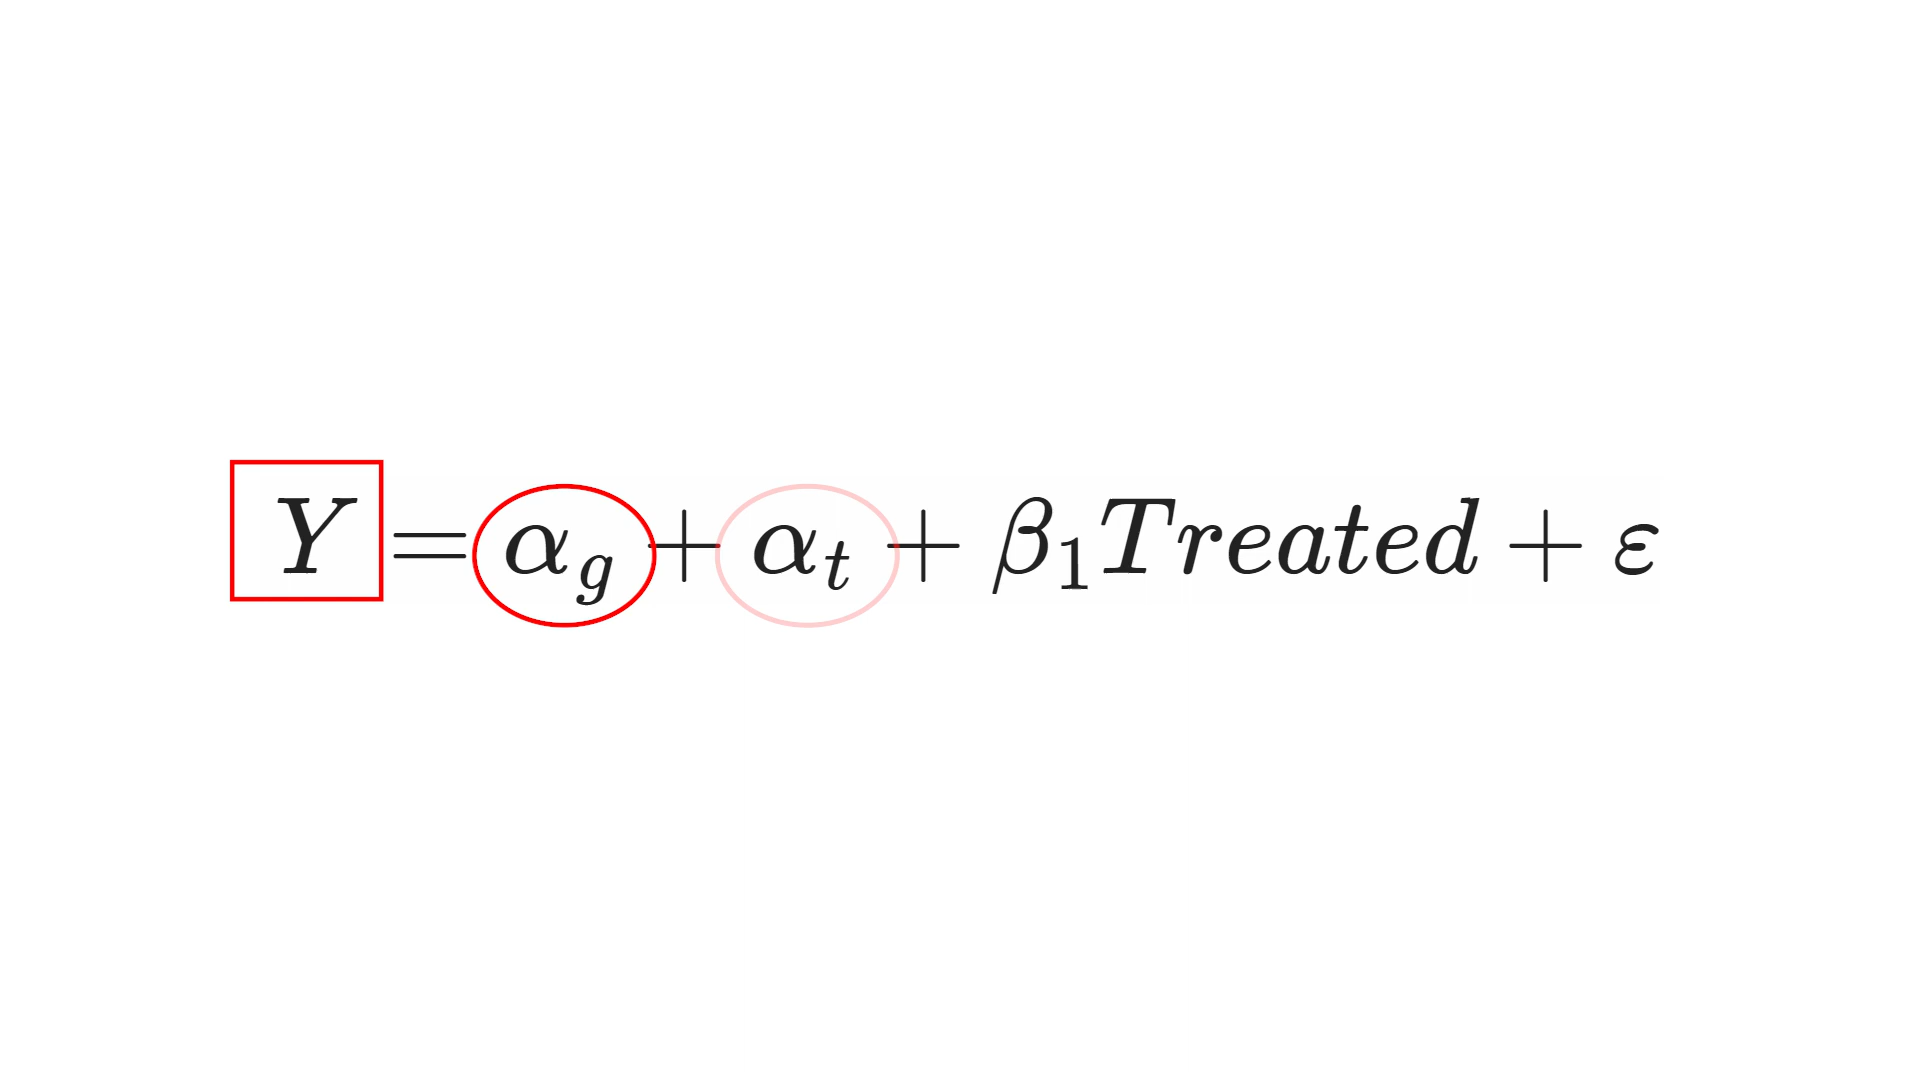 Y = α_g + α_t + β_1 Treated + ε